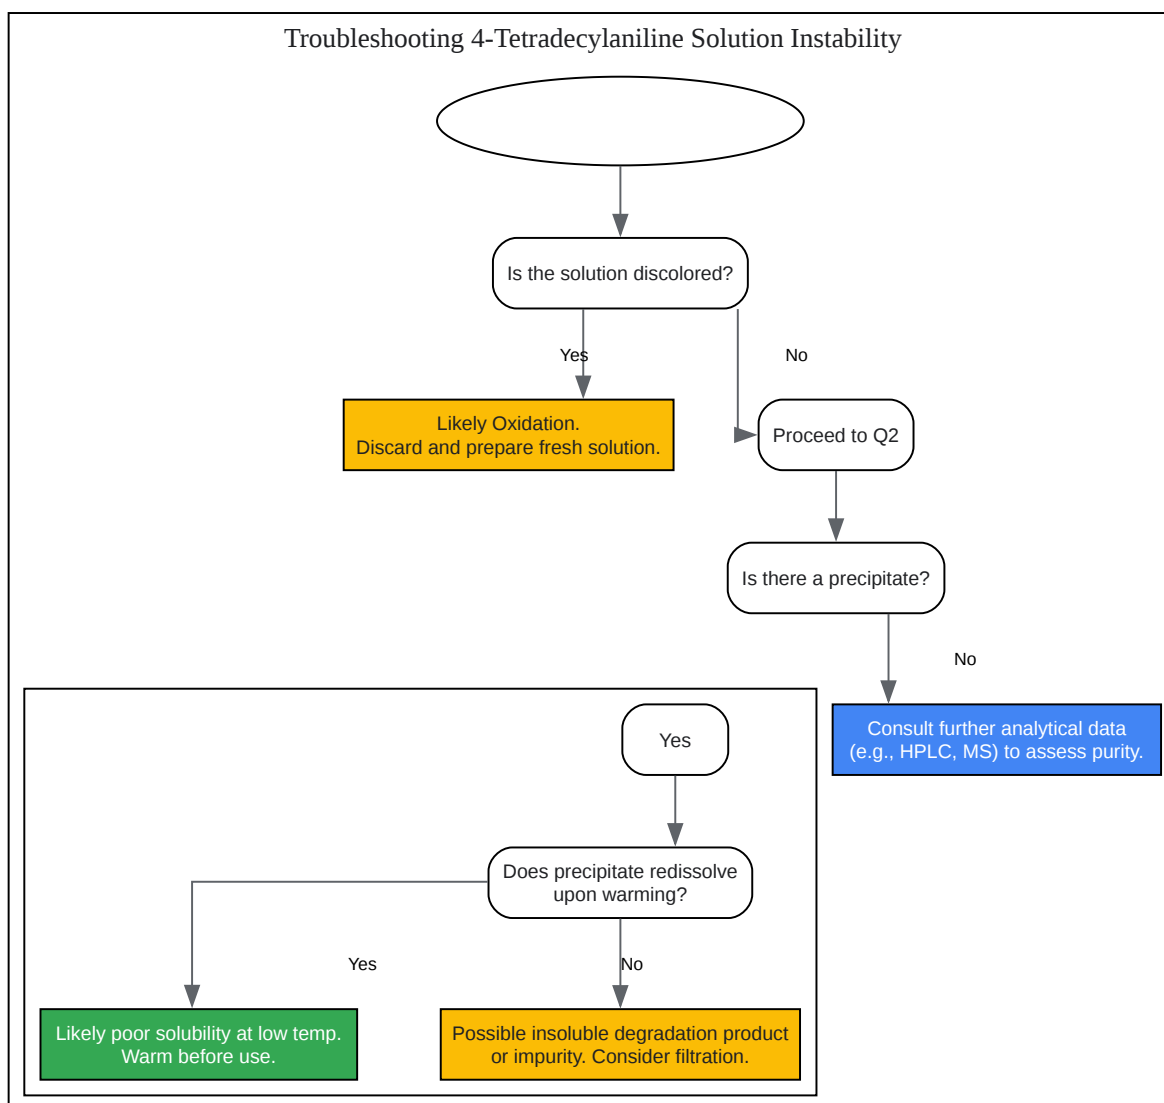 Troubleshooting 4-Tetradecylaniline Solution Instability
Is the solution discolored?
Yes
No
Likely Oxidation.
Discard and prepare fresh solution.
Proceed to Q2
Is there a precipitate?
No
Yes
Consult further analytical data
(e.g., HPLC, MS) to assess purity.
Does precipitate redissolve
upon warming?
Yes
No
Likely poor solubility at low temp.
Warm before use.
Possible insoluble degradation product
or impurity. Consider filtration.